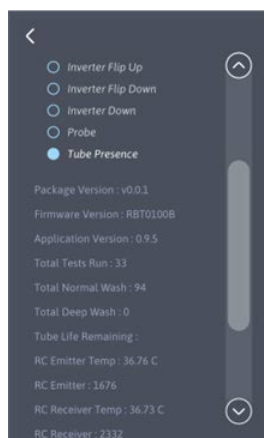 Inverter Flip Up
Inverter Flip Down
Inverter Down
Probe
Tube Presence
Package Version : v0.0.1
Firmware Version : RBT0100B
Application Version : 0.9.5
Total Tests Run : 33
Total Normal Wash : 94
Total Deep Wash : 0
Tube Life Remaining :
RC Emitter Temp : 36.76 C
RC Emitter : 1676
RC Receiver Temp : 36.73 C
RC Receiver : 2332